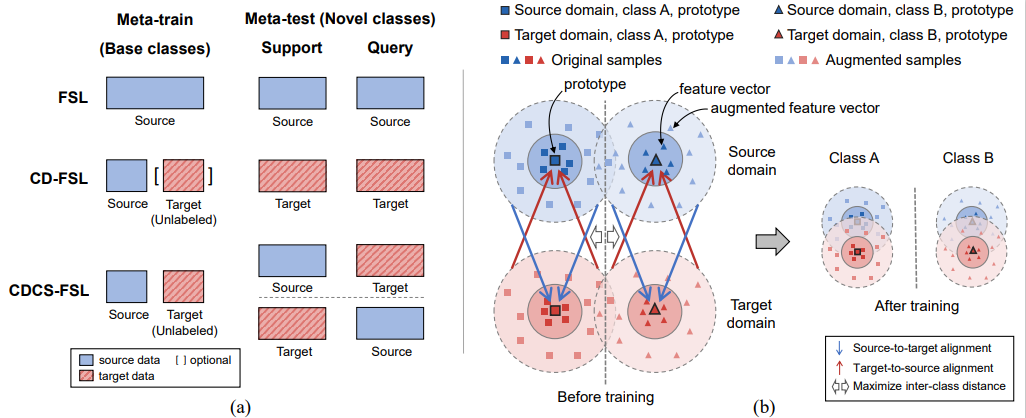 Meta-train
(Base classes)
Meta-test (Novel classes)
Support
Query
FSL
Source
Source
Source
CD-FSL
[ ]
Source
Target
(Unlabeled)
Target
Target
CDCS-FSL
Source
Target
(Unlabeled)
Source
Target
Target
Source
source data
[ ] optional
target data
(a)
Source domain, class A, prototype
Source domain, class B, prototype
Target domain, class A, prototype
Target domain, class B, prototype
Original samples
Augmented samples
prototype
feature vector
augmented feature vector
Source
domain
Target
domain
Before training
Class A
Class B
After training
Source-to-target alignment
Target-to-source alignment
Maximize inter-class distance
(b)